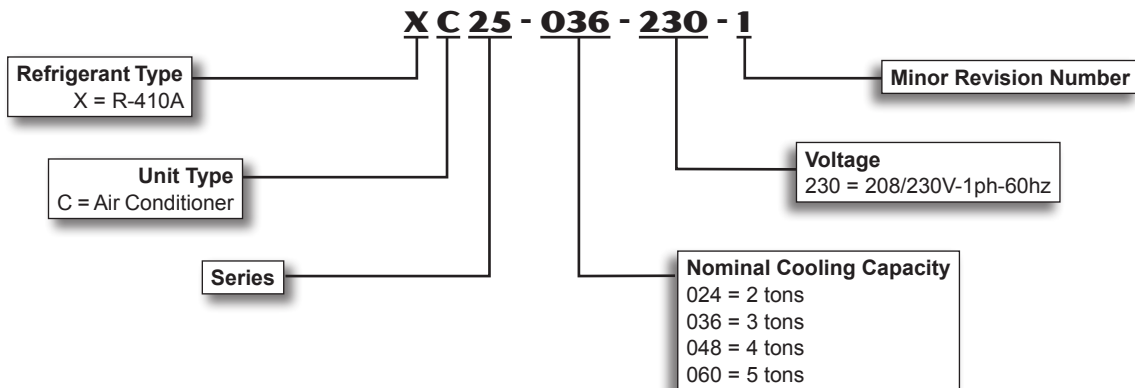 XC25-036-230-1
Refrigerant Type
X = R-410A
Minor Revision Number
Unit Type
C = Air Conditioner
Voltage
230 = 208/230V-1ph-60hz
Series
Nominal Cooling Capacity
024 = 2 tons
036 = 3 tons
048 = 4 tons
060 = 5 tons